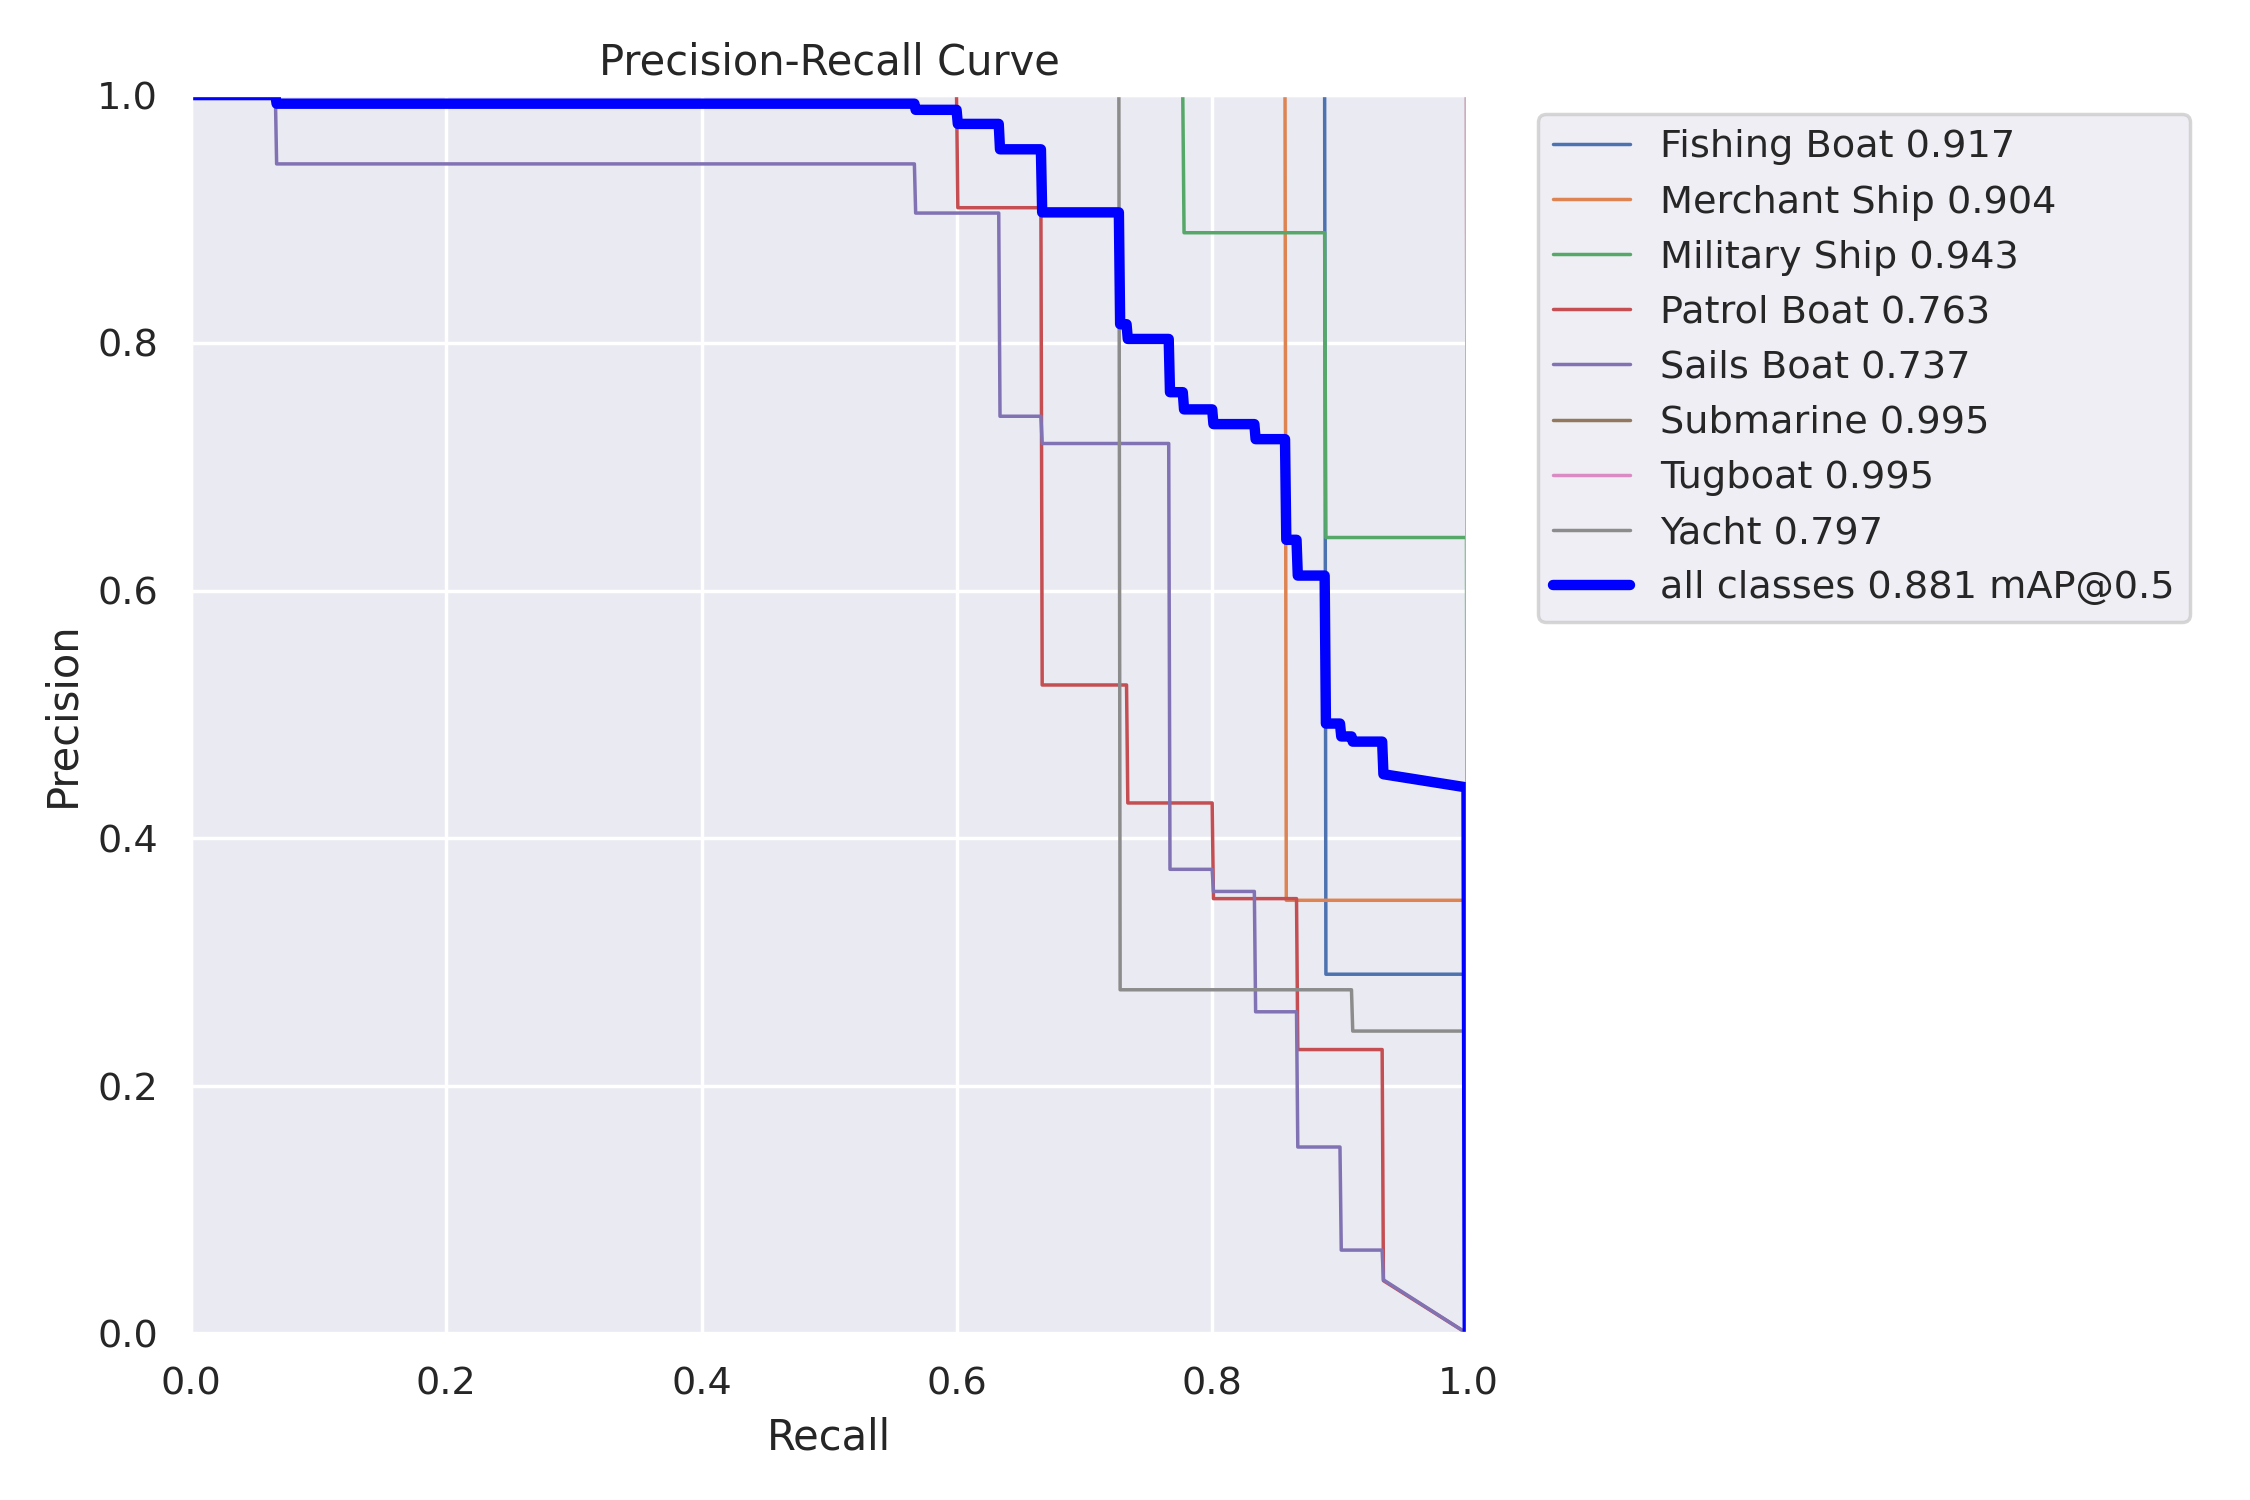 Precision-Recall Curve
1.0
0.8
0.6
0.4
0.2
0.0
0.0 0.2 0.4 0.6 0.8 1.0
Precision
Recall
Fishing Boat 0.917
Merchant Ship 0.904
Military Ship 0.943
Patrol Boat 0.763
Sails Boat 0.737
Submarine 0.995
Tugboat 0.995
Yacht 0.797
all classes 0.881 mAP@0.5